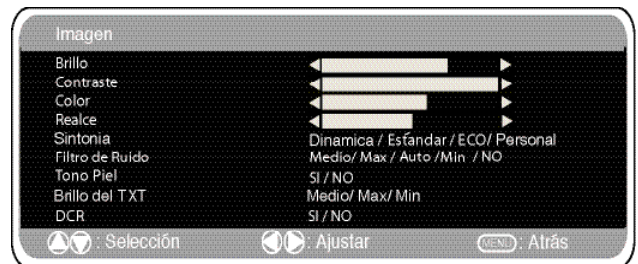 Imagen
Brillo
Contraste
Color
Realce
Sintonia Dinamica / Estandar / ECO/ Personal
Filtro de Ruido Medio/ Max / Auto /Min / NO
Tono Piel SI / NO
Brillo del TXT Medio/ Max/ Min
DCR SI / NO
: Selección : Ajustar MENU : Atrás